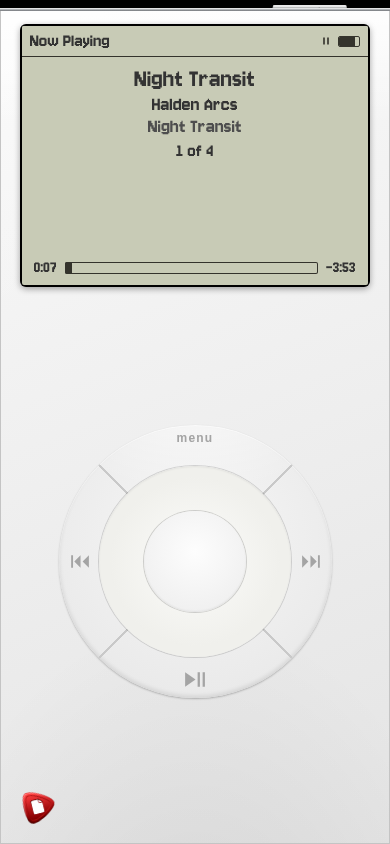 Now Playing
Night Transit
Halden Arcs
Night Transit
1 of 4
0:07
-3:53
menu